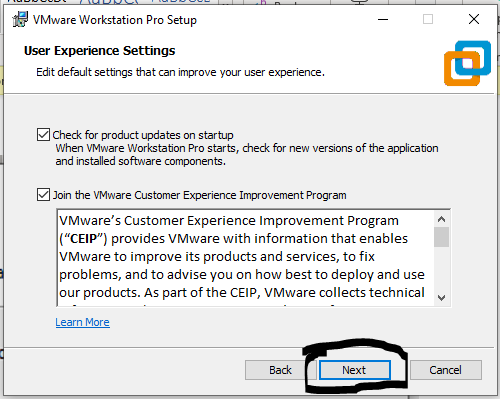 VMware Workstation Pro Setup
User Experience Settings
Edit default settings that can improve your user experience.
Check for product updates on startup
When VMware Workstation Pro starts, check for new versions of the application
and installed software components.
Join the VMware Customer Experience Improvement Program
VMware's Customer Experience Improvement Program
("CEIP") provides VMware with information that enables
VMware to improve its products and services, to fix
problems, and to advise you on how best to deploy and use
our products. As part of the CEIP, VMware collects technical
Learn More
Back Next Cancel